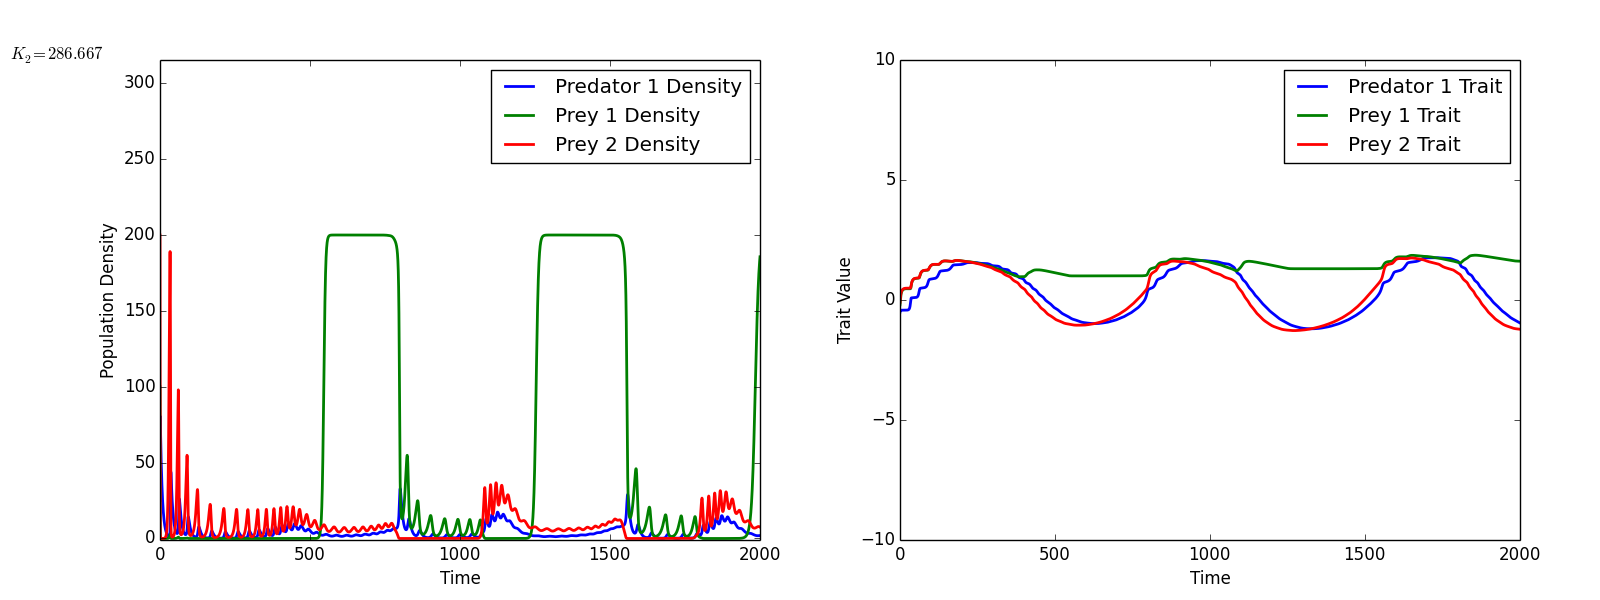 K₂ = 286.667
Population Density
300
250
200
150
100
50
0
0 500 1000 1500 2000
Time
Predator 1 Density
Prey 1 Density
Prey 2 Density
Trait Value
10
5
0
−5
−10
0 500 1000 1500 2000
Time
Predator 1 Trait
Prey 1 Trait
Prey 2 Trait